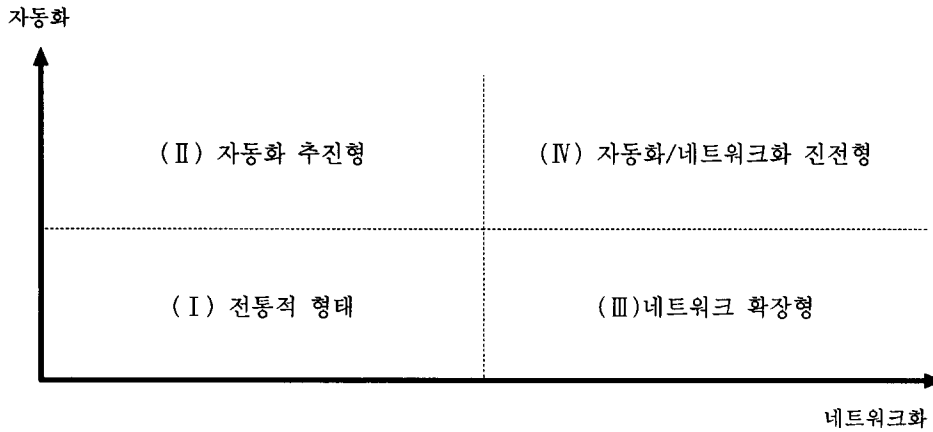 자동화
(Ⅱ) 자동화 추진형
(Ⅳ) 자동화/네트워크화 진전형
(Ⅰ) 전통적 형태
(Ⅲ)네트워크 확장형
네트워크화